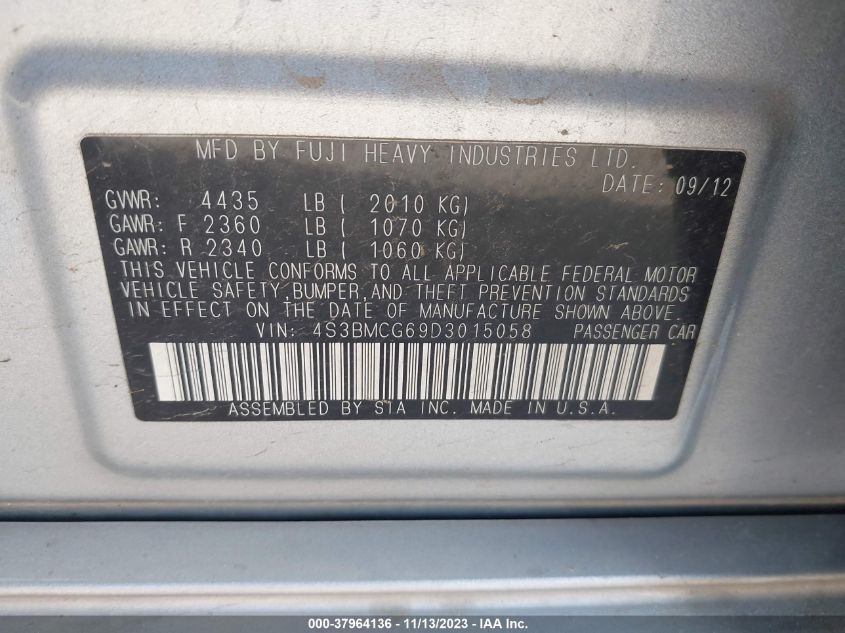 MFD BY FUJI HEAVY INDUSTRIES LTD.
DATE: 09/12
GVWR: 4435 LB ( 2010 KG)
GAWR: F 2360 LB ( 1070 KG)
GAWR: R 2340 LB ( 1060 KG)
THIS VEHICLE CONFORMS TO ALL APPLICABLE FEDERAL MOTOR
VEHICLE SAFETY,BUMPER,AND THEFT PREVENTION STANDARDS
IN EFFECT ON THE DATE OF MANUFACTURE SHOWN ABOVE.
VIN: 4S3BMCG69D3015058 PASSENGER CAR
ASSEMBLED BY SIA INC. MADE IN U.S.A.
000-37964136 - 11/13/2023 - IAA Inc.